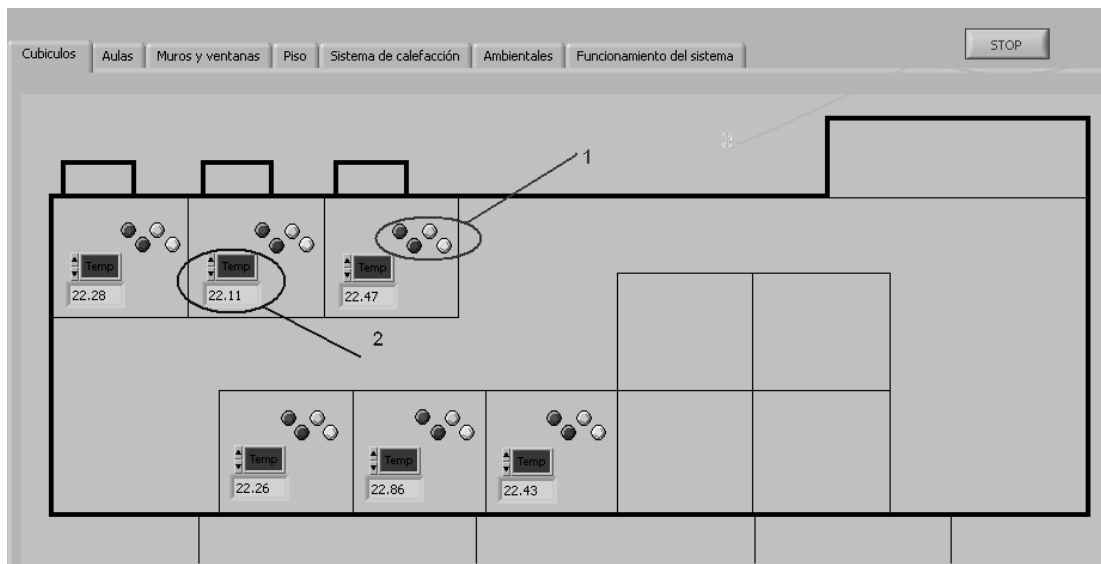 Cubiculos Aulas Muros y ventanas Piso Sistema de calefacción Ambientales Funcionamiento del sistema STOP
3
1
Temp Temp Temp
22.28 22.11 22.47
2
Temp Temp Temp
22.26 22.86 22.43